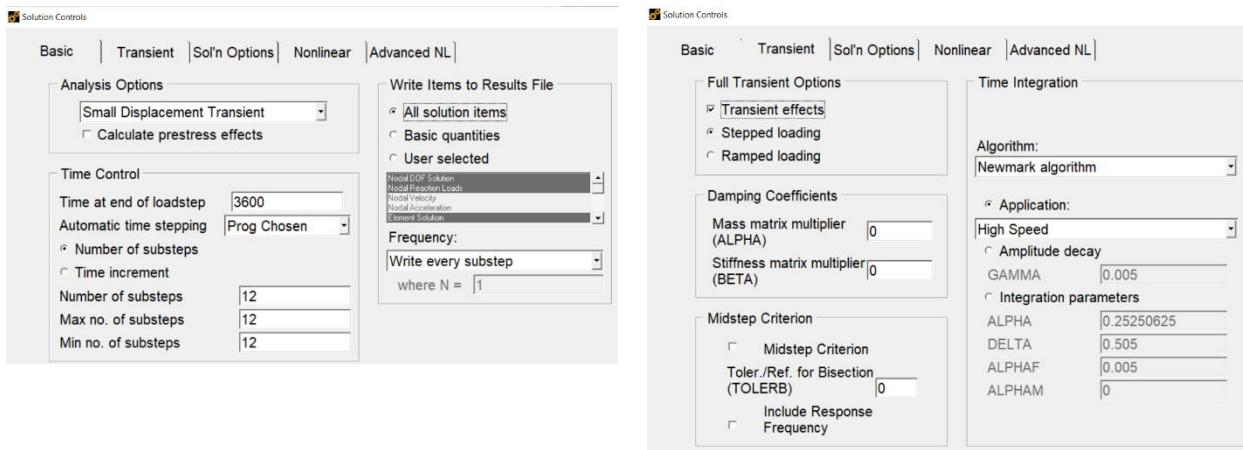 Solution Controls
Basic
Transient
Sol'n Options
Nonlinear
Advanced NL
Analysis Options
Small Displacement Transient
Calculate prestress effects
Time Control
Time at end of loadstep 3600
Automatic time stepping Prog Chosen
Number of substeps
Time increment
Number of substeps 12
Max no. of substeps 12
Min no. of substeps 12
Write Items to Results File
All solution items
Basic quantities
User selected
Nodal DOF Solution
Nodal Reaction Loads
Nodal Velocity
Nodal Acceleration
Element Solution
Frequency:
Write every substep
where N = 1
Solution Controls
Basic
Transient
Sol'n Options
Nonlinear
Advanced NL
Full Transient Options
Transient effects
Stepped loading
Ramped loading
Damping Coefficients
Mass matrix multiplier
(ALPHA) 0
Stiffness matrix multiplier
(BETA) 0
Midstep Criterion
Midstep Criterion
Toler./Ref. for Bisection
(TOLERB) 0
Include Response
Frequency
Time Integration
Algorithm:
Newmark algorithm
Application:
High Speed
Amplitude decay
GAMMA 0.005
Integration parameters
ALPHA 0.25250625
DELTA 0.505
ALPHAF 0.005
ALPHAM 0